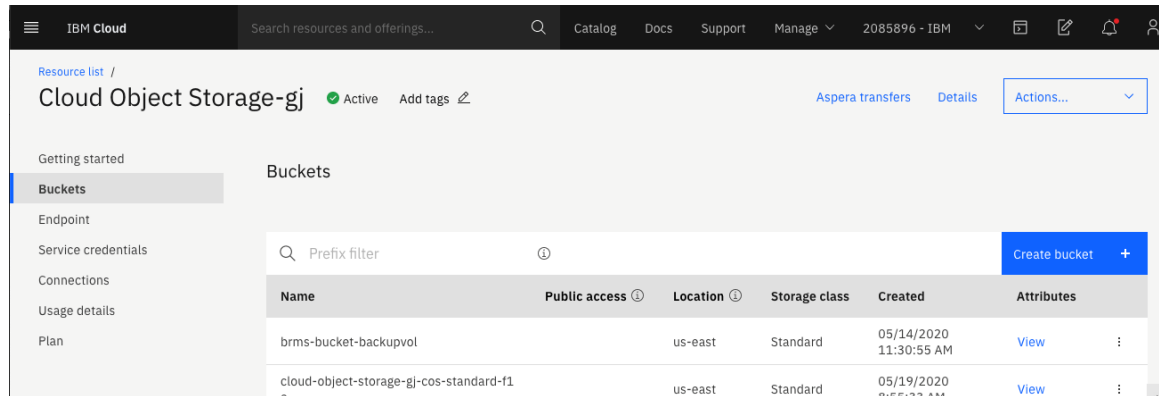 IBM Cloud
Search resources and offerings...
Catalog
Docs
Support
Manage
2085896 - IBM
Resource list /
Cloud Object Storage-gj
Active
Add tags
Aspera transfers
Details
Actions...
Getting started
Buckets
Endpoint
Service credentials
Connections
Usage details
Plan
Buckets
Prefix filter
Create bucket +
Name
Public access
Location
Storage class
Created
Attributes
brms-bucket-backupvol
us-east
Standard
05/14/2020
11:30:55 AM
View
cloud-object-storage-gj-cos-standard-f1
us-east
Standard
05/19/2020
8:55:33 AM
View